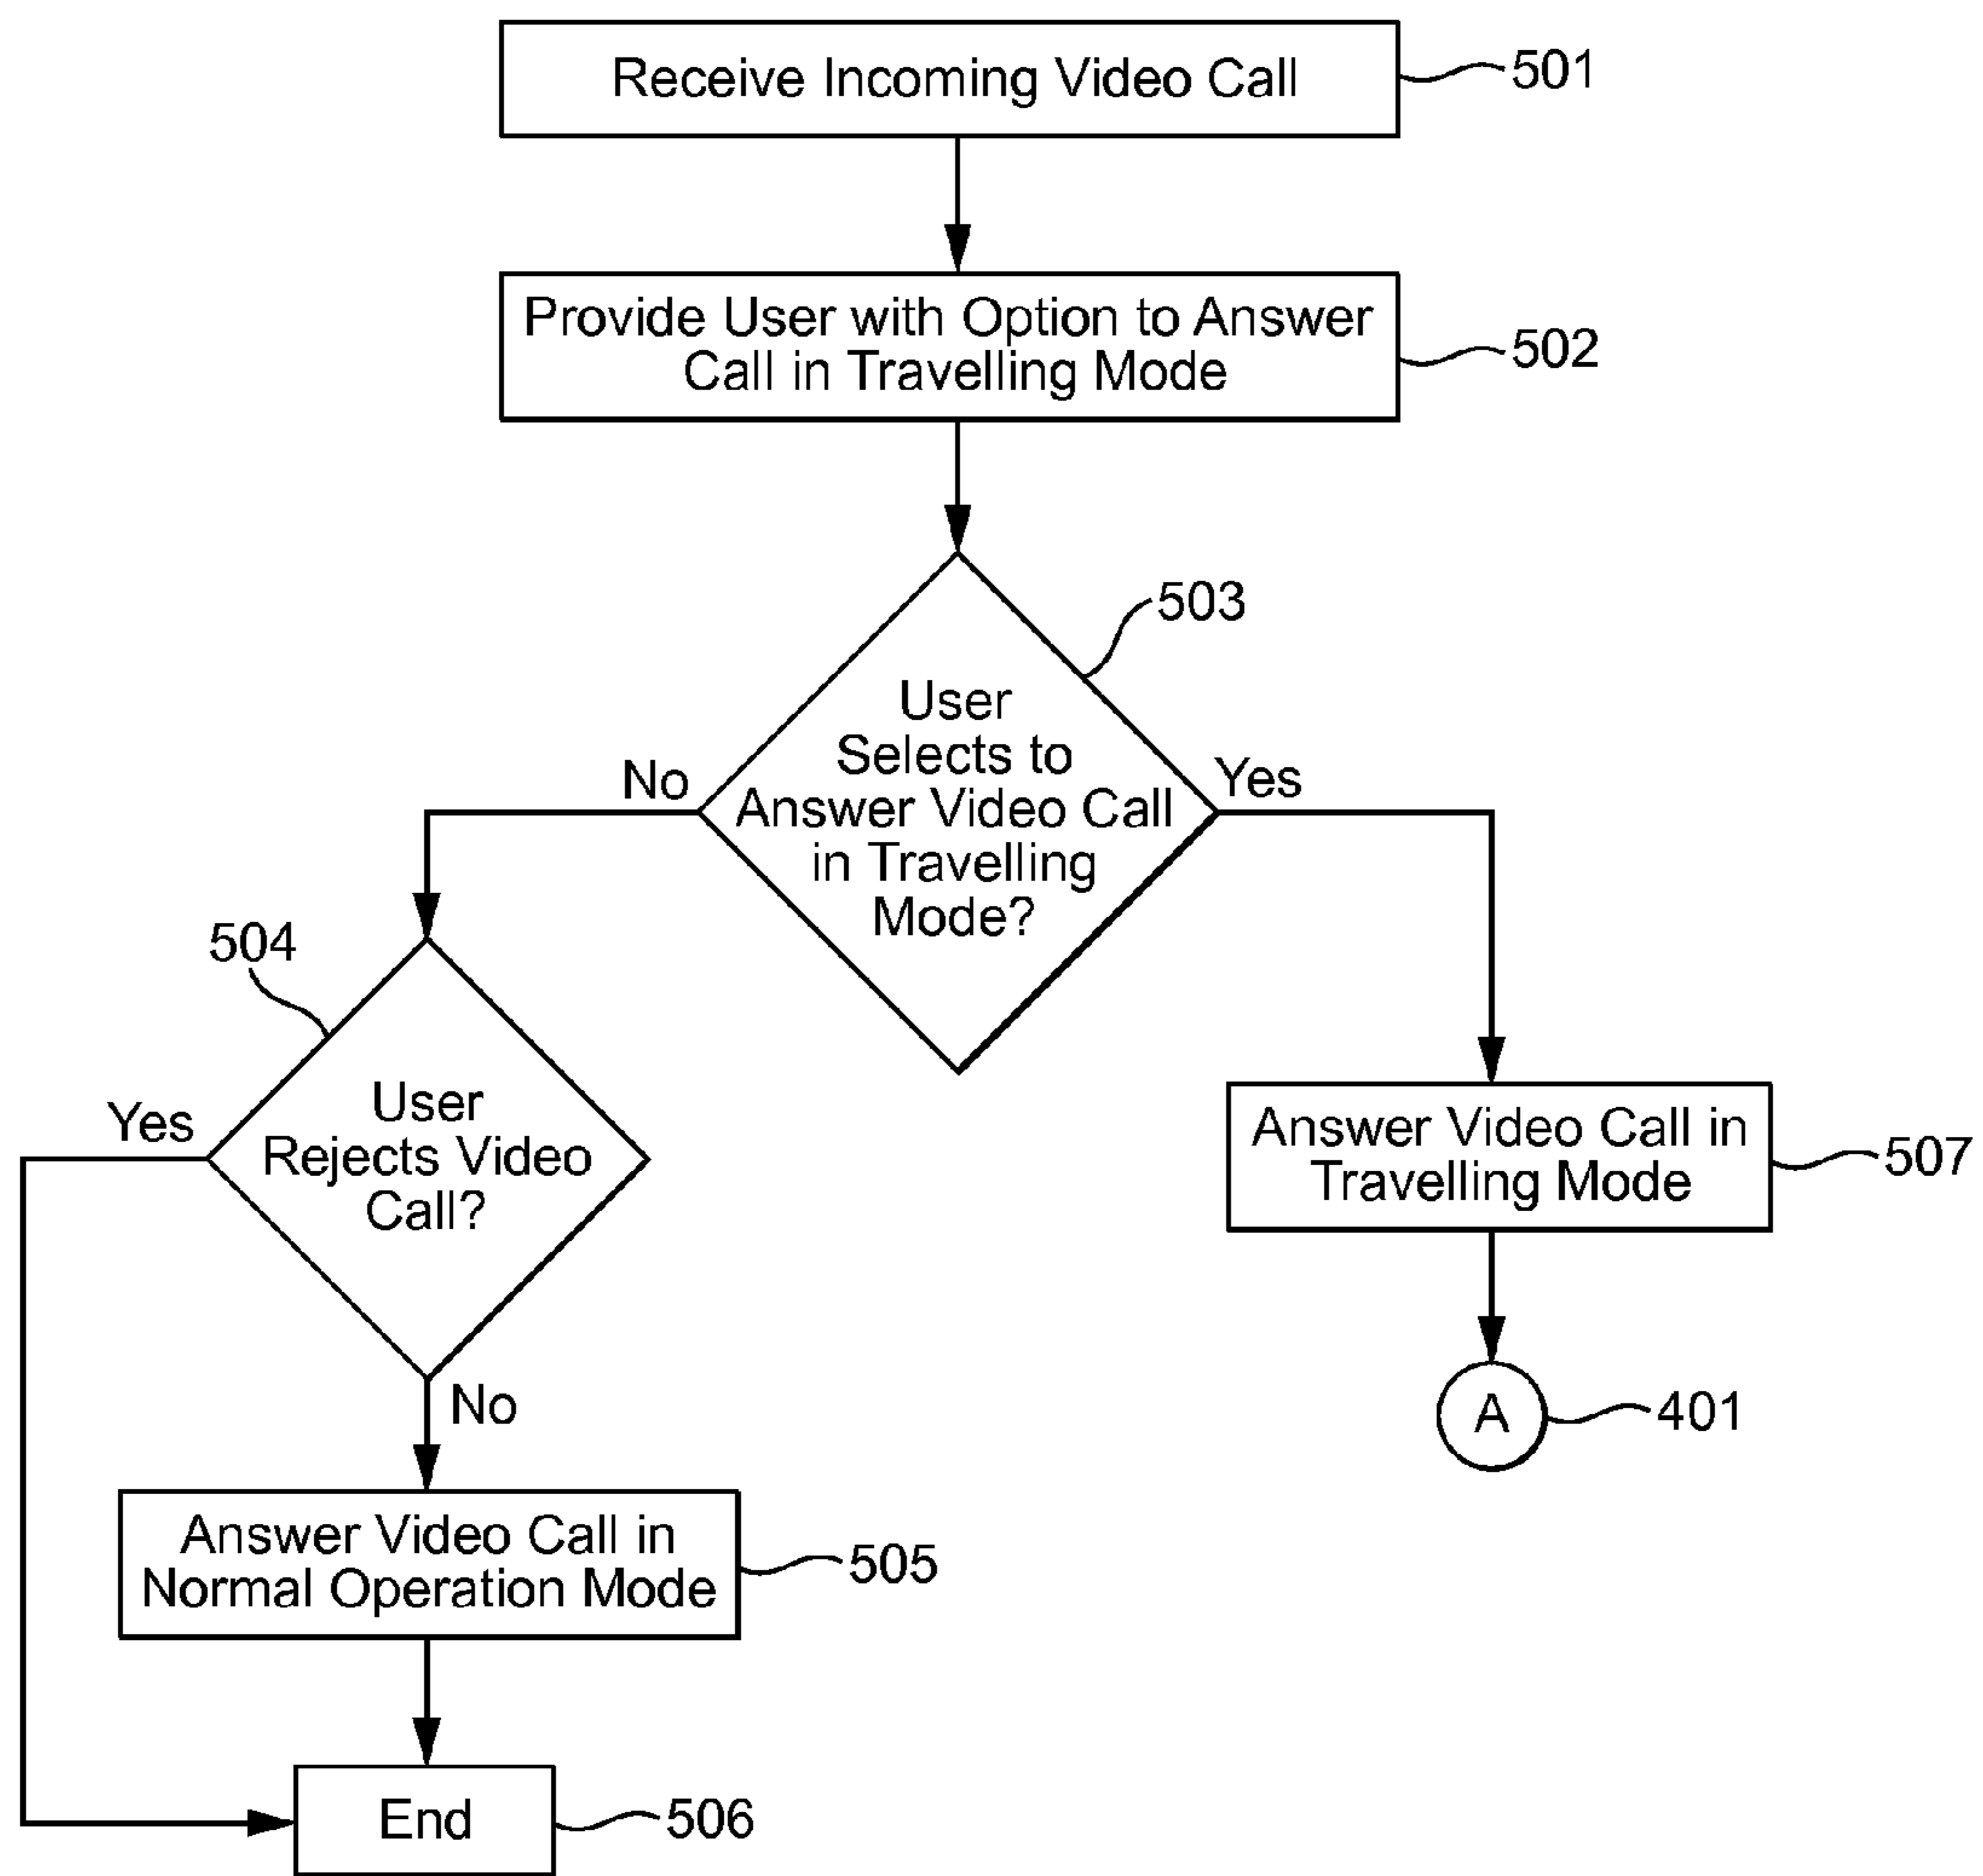 Receive Incoming Video Call
501
Provide User with Option to Answer
Call in Travelling Mode
502
503
User
Selects to
Answer Video Call
in Travelling
Mode?
No
Yes
504
User
Rejects Video
Call?
Yes
No
Answer Video Call in
Travelling Mode
507
A
401
Answer Video Call in
Normal Operation Mode
505
End
506